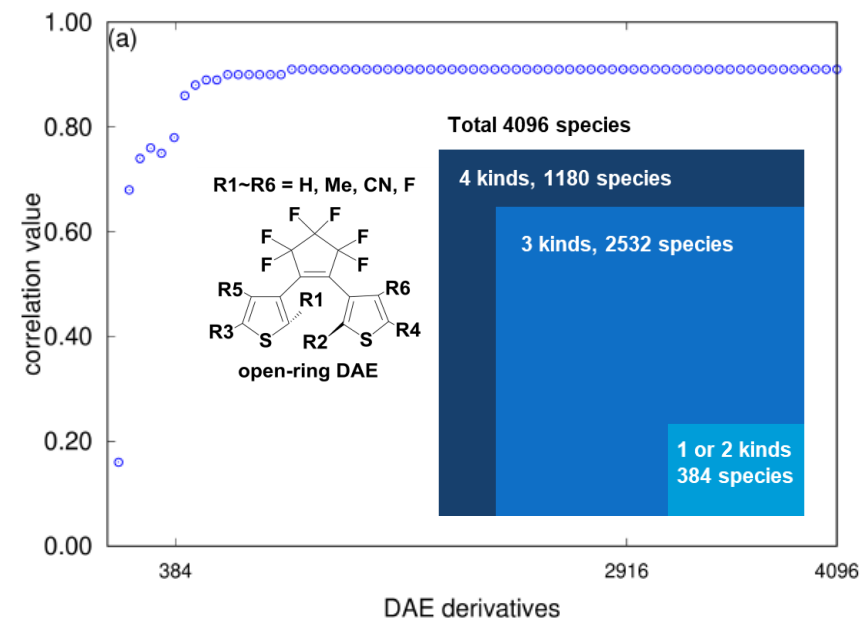 1.00
(a)
0.80
0.60
0.40
0.20
0.00
correlation value
384
2916
4096
DAE derivatives
Total 4096 species
4 kinds, 1180 species
3 kinds, 2532 species
1 or 2 kinds
384 species
R1~R6 = H, Me, CN, F
F
F
F
F
F
F
R5
R1
R6
R3
S
R2
S
R4
open-ring DAE